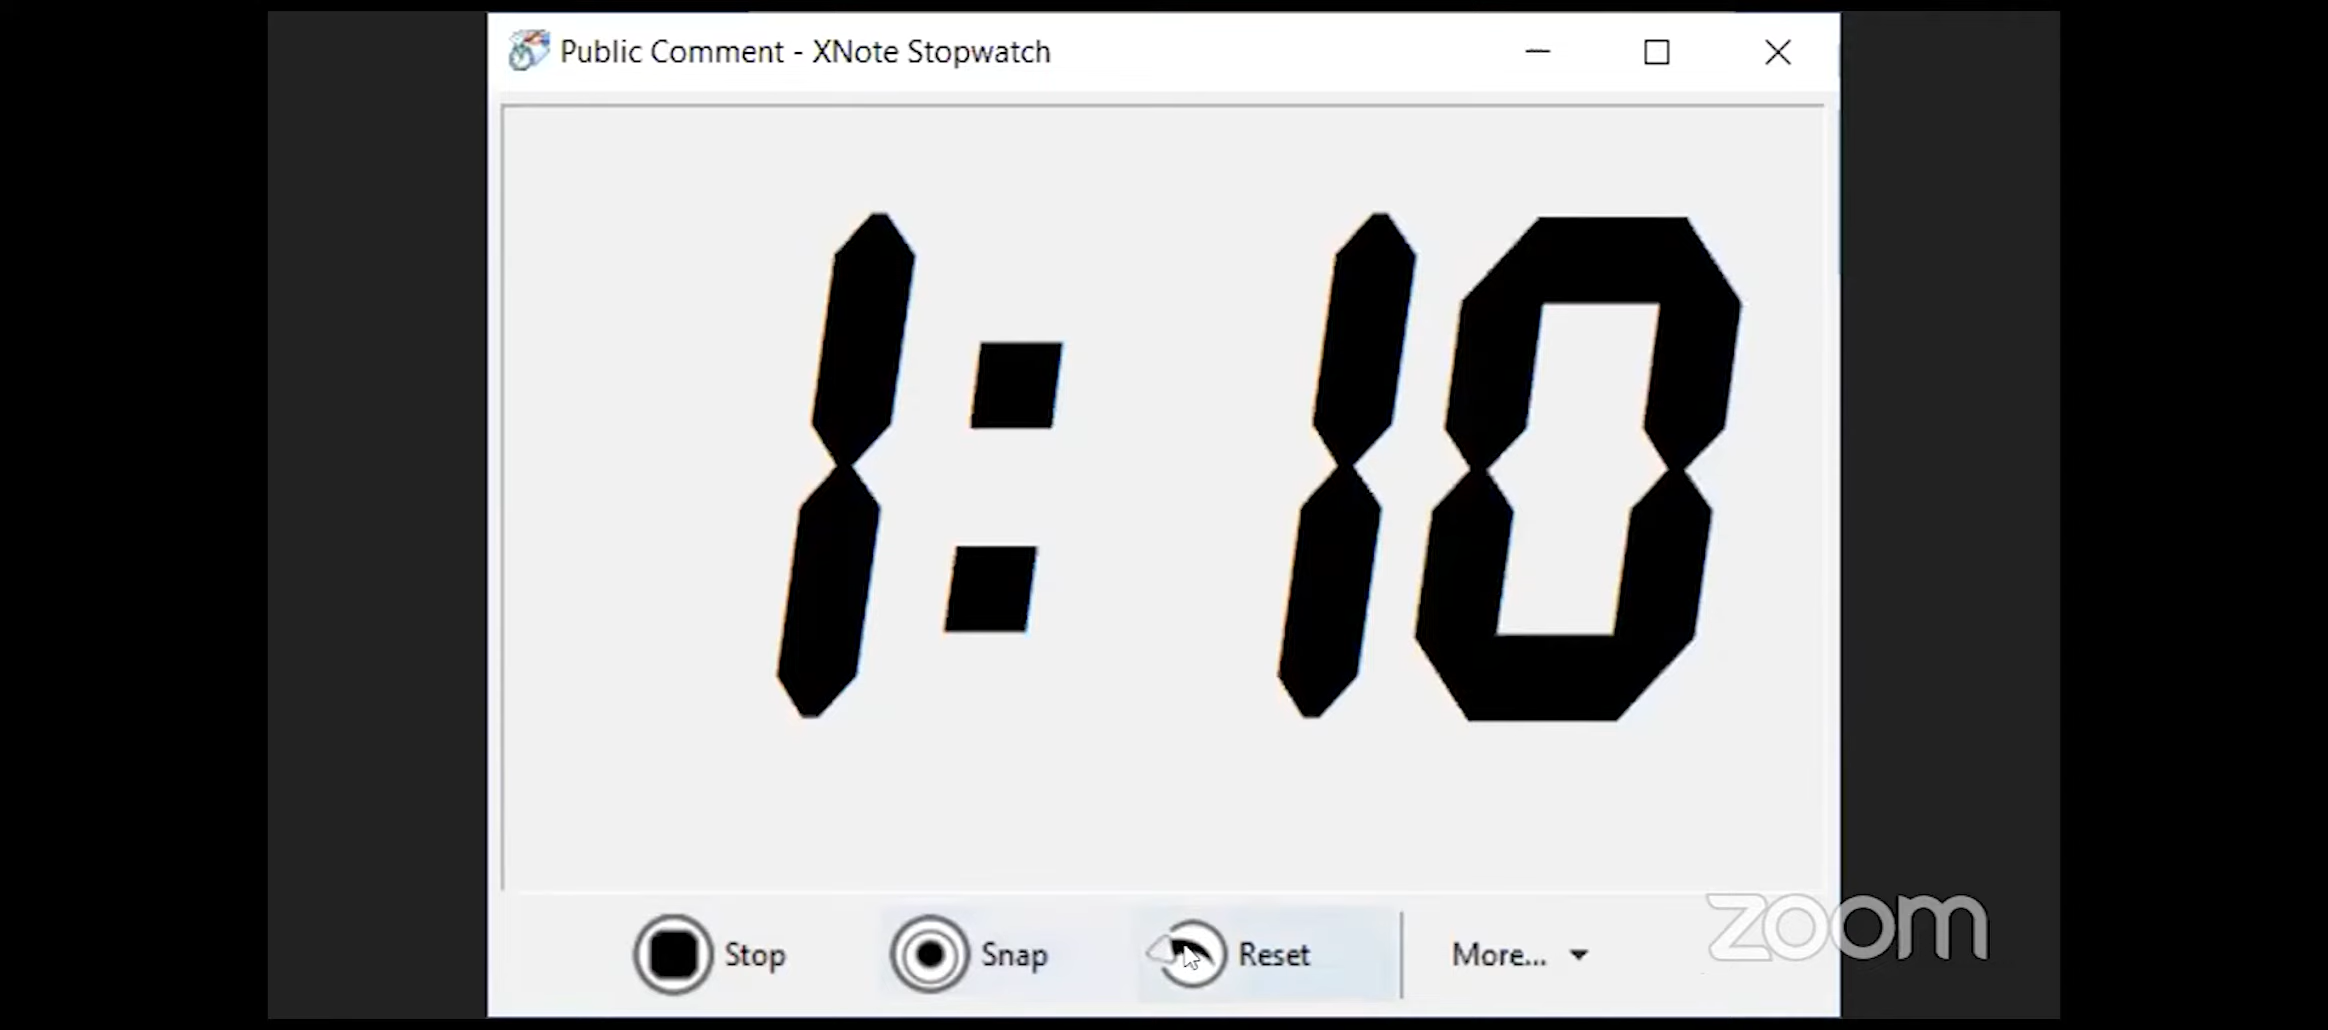 Public Comment - XNote Stopwatch
1:10
Stop Snap Reset More...
zoom